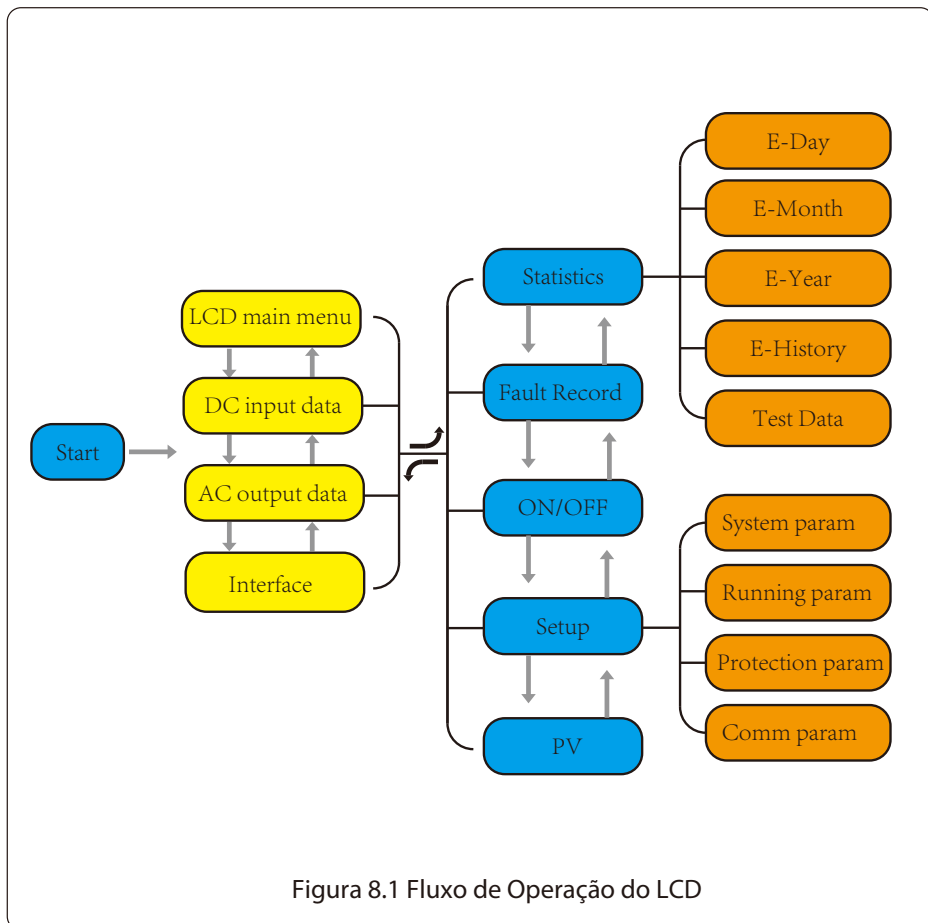 Start
LCD main menu
DC input data
AC output data
Interface
Statistics
Fault Record
ON/OFF
Setup
PV
E-Day
E-Month
E-Year
E-History
Test Data
System param
Running param
Protection param
Comm param
Figura 8.1 Fluxo de Operação do LCD